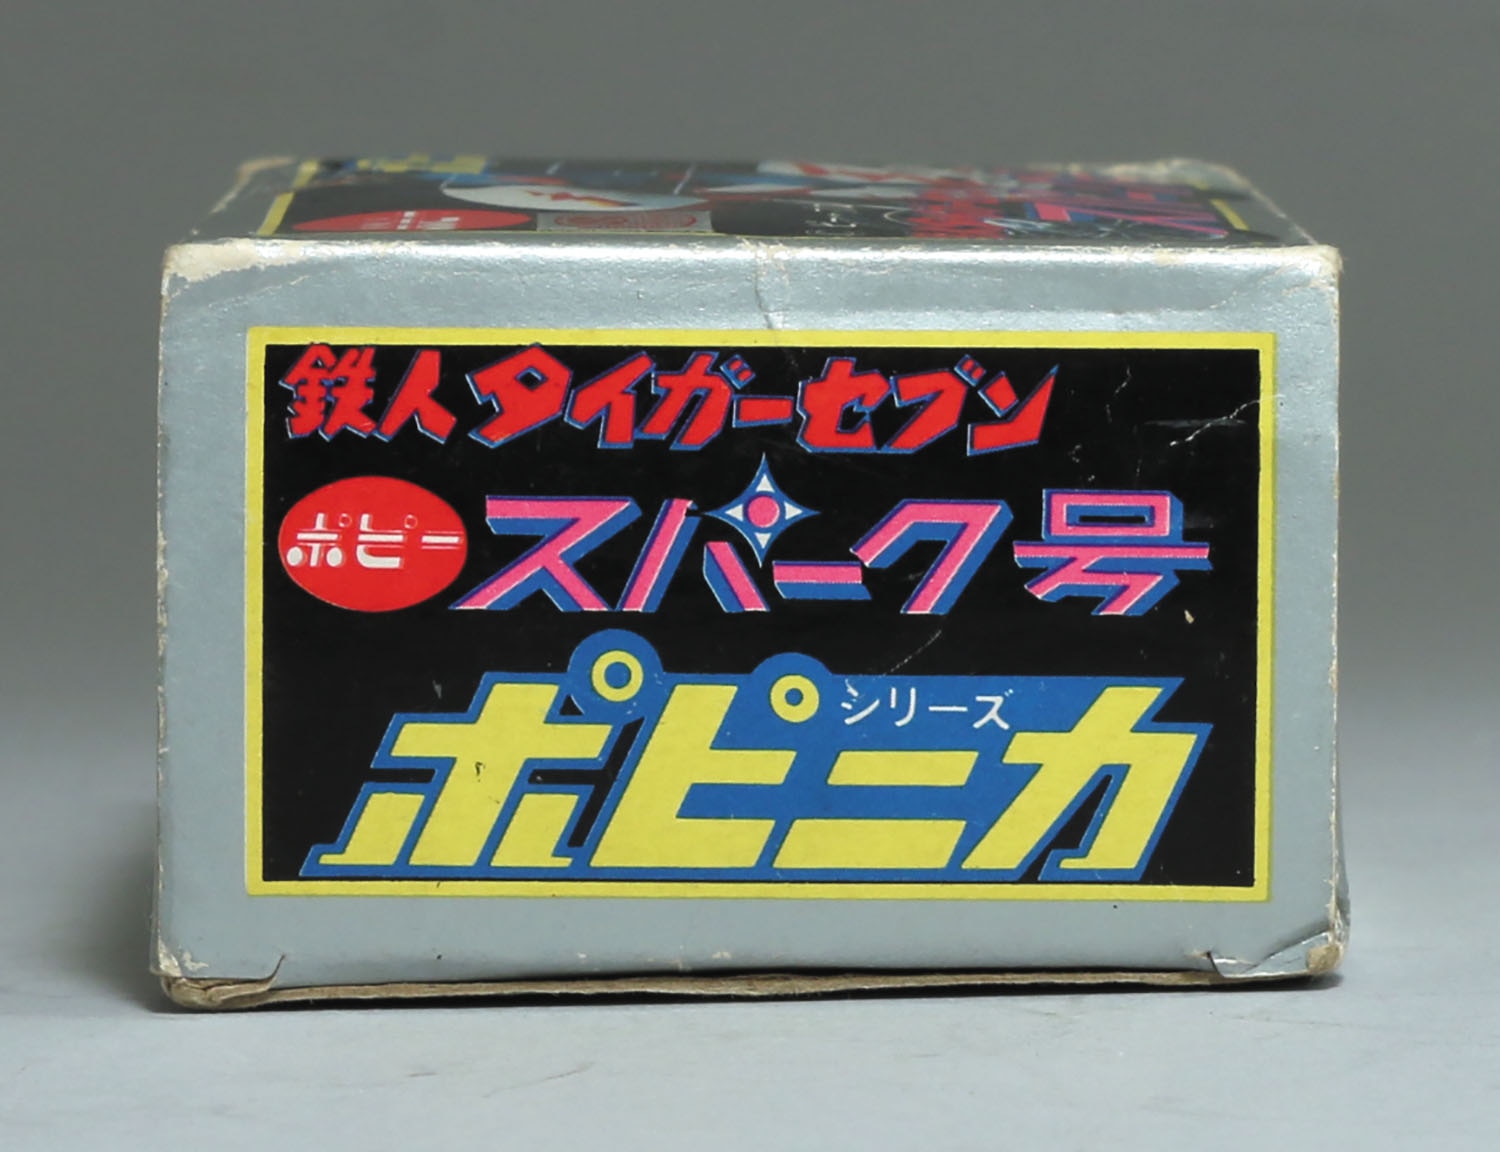 鉄人タイガーセブン
ポピー
スパーク号
シリーズ
ポピニカ